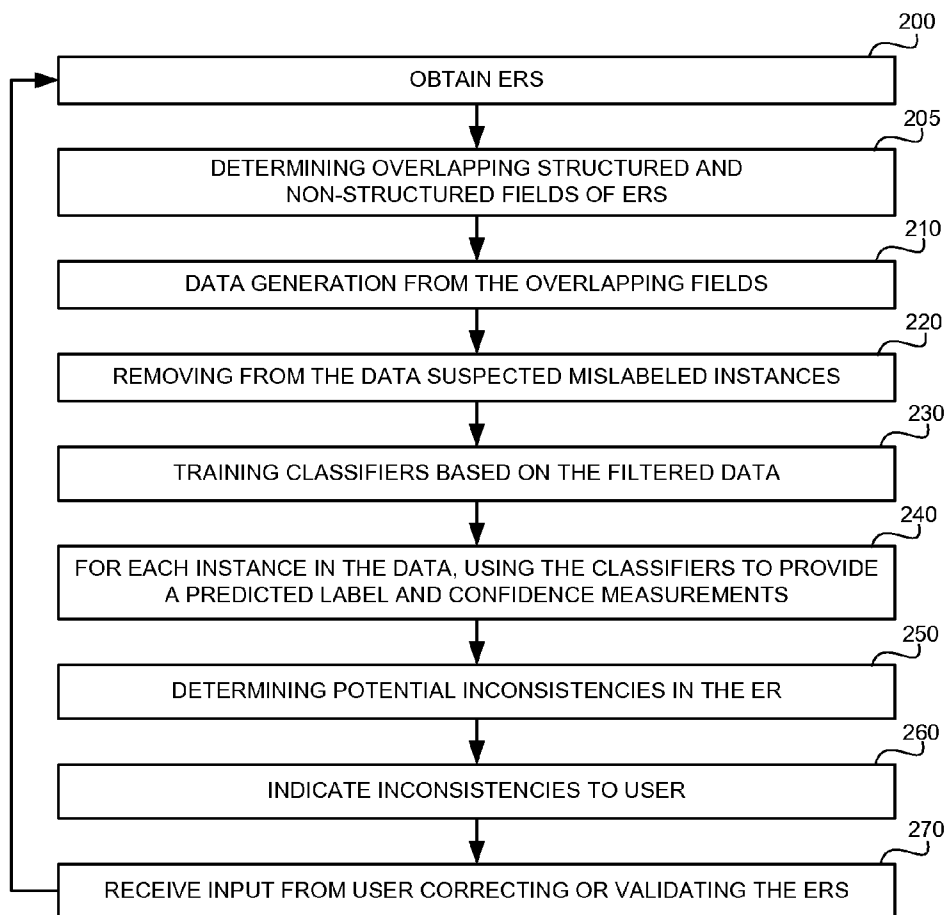 200
OBTAIN ERS
205
DETERMINING OVERLAPPING STRUCTURED AND
NON-STRUCTURED FIELDS OF ERS
210
DATA GENERATION FROM THE OVERLAPPING FIELDS
220
REMOVING FROM THE DATA SUSPECTED MISLABELED INSTANCES
230
TRAINING CLASSIFIERS BASED ON THE FILTERED DATA
240
FOR EACH INSTANCE IN THE DATA, USING THE CLASSIFIERS TO PROVIDE
A PREDICTED LABEL AND CONFIDENCE MEASUREMENTS
250
DETERMINING POTENTIAL INCONSISTENCIES IN THE ER
260
INDICATE INCONSISTENCIES TO USER
270
RECEIVE INPUT FROM USER CORRECTING OR VALIDATING THE ERS